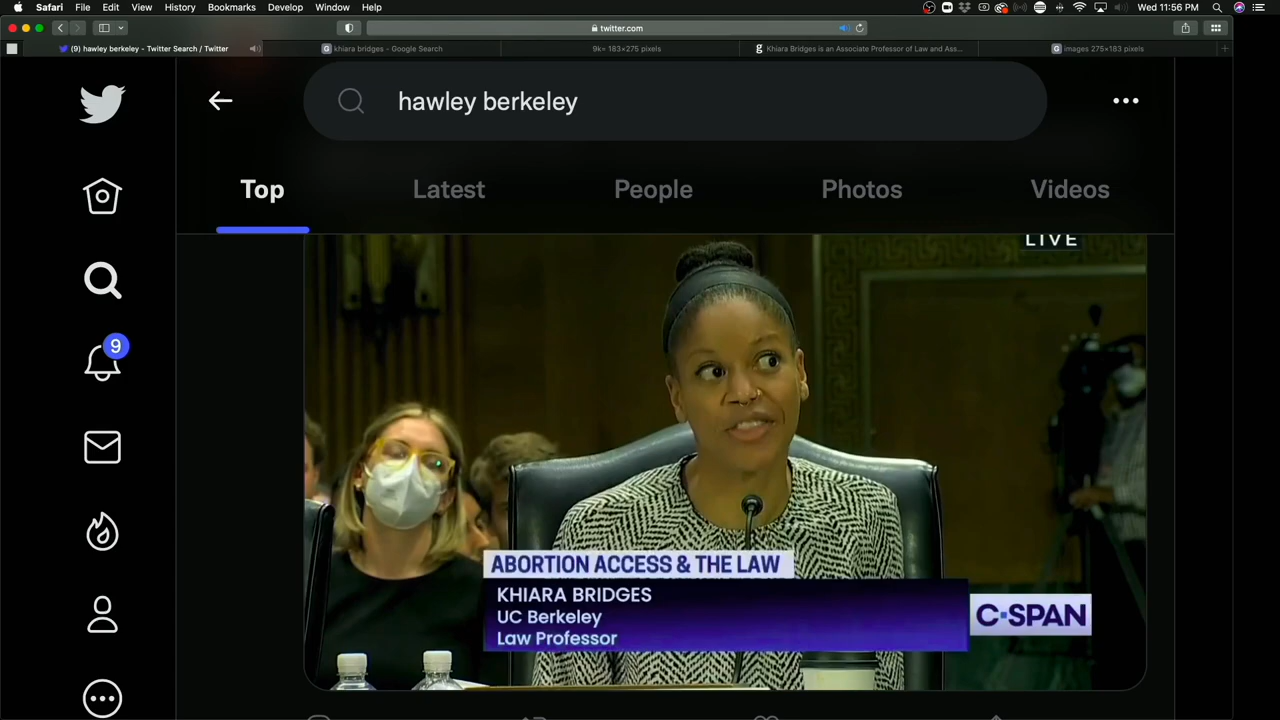 Safari File Edit View History Bookmarks Develop Window Help
Wed 11:56 PM
twitter.com
(9) hawley berkeley - Twitter Search / Twitter
khiara bridges - Google Search
9k= 183×275 pixels
Khiara Bridges is an Associate Professor of Law and Ass...
images 275×183 pixels
hawley berkeley
Top Latest People Photos Videos
9
LIVE
ABORTION ACCESS & THE LAW
KHIARA BRIDGES
UC Berkeley
Law Professor
C·SPAN